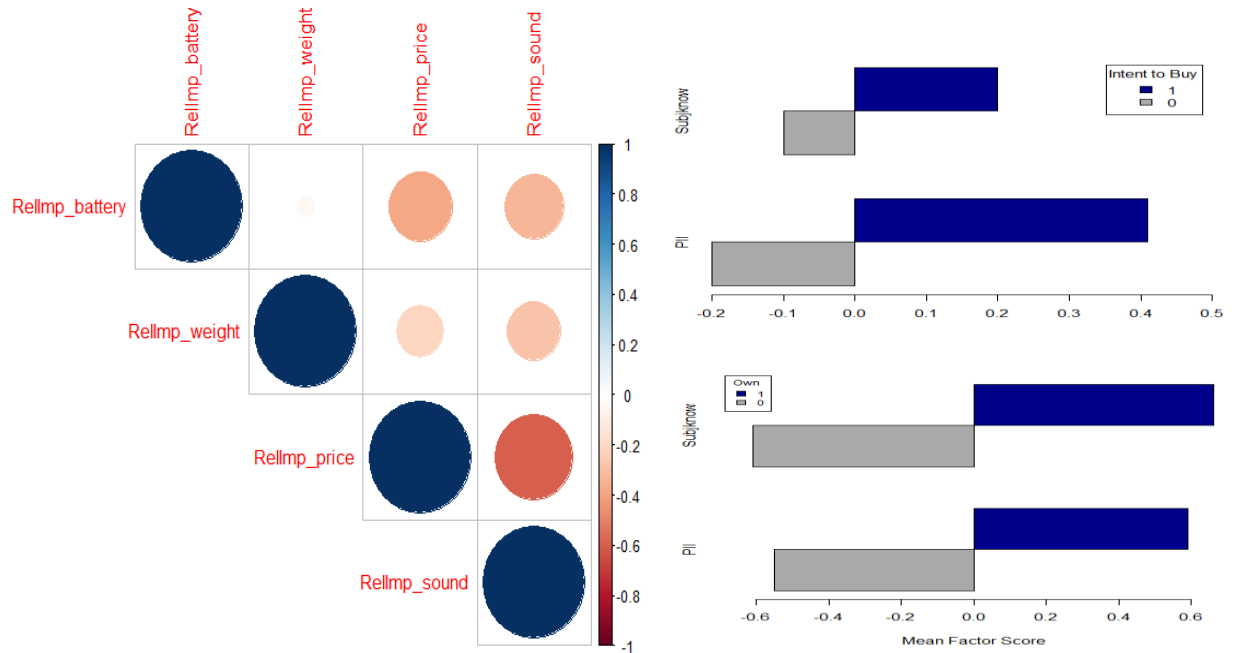 RelImp_battery
RelImp_weight
RelImp_price
RelImp_sound
RelImp_battery
RelImp_weight
RelImp_price
RelImp_sound
1
0.8
0.6
0.4
0.2
0
-0.2
-0.4
-0.6
-0.8
-1
Intent to Buy
1
0
Subjknow
PII
-0.2 -0.1 0.0 0.1 0.2 0.3 0.4 0.5
Own
1
0
Subjknow
PII
-0.6 -0.4 -0.2 0.0 0.2 0.4 0.6
Mean Factor Score